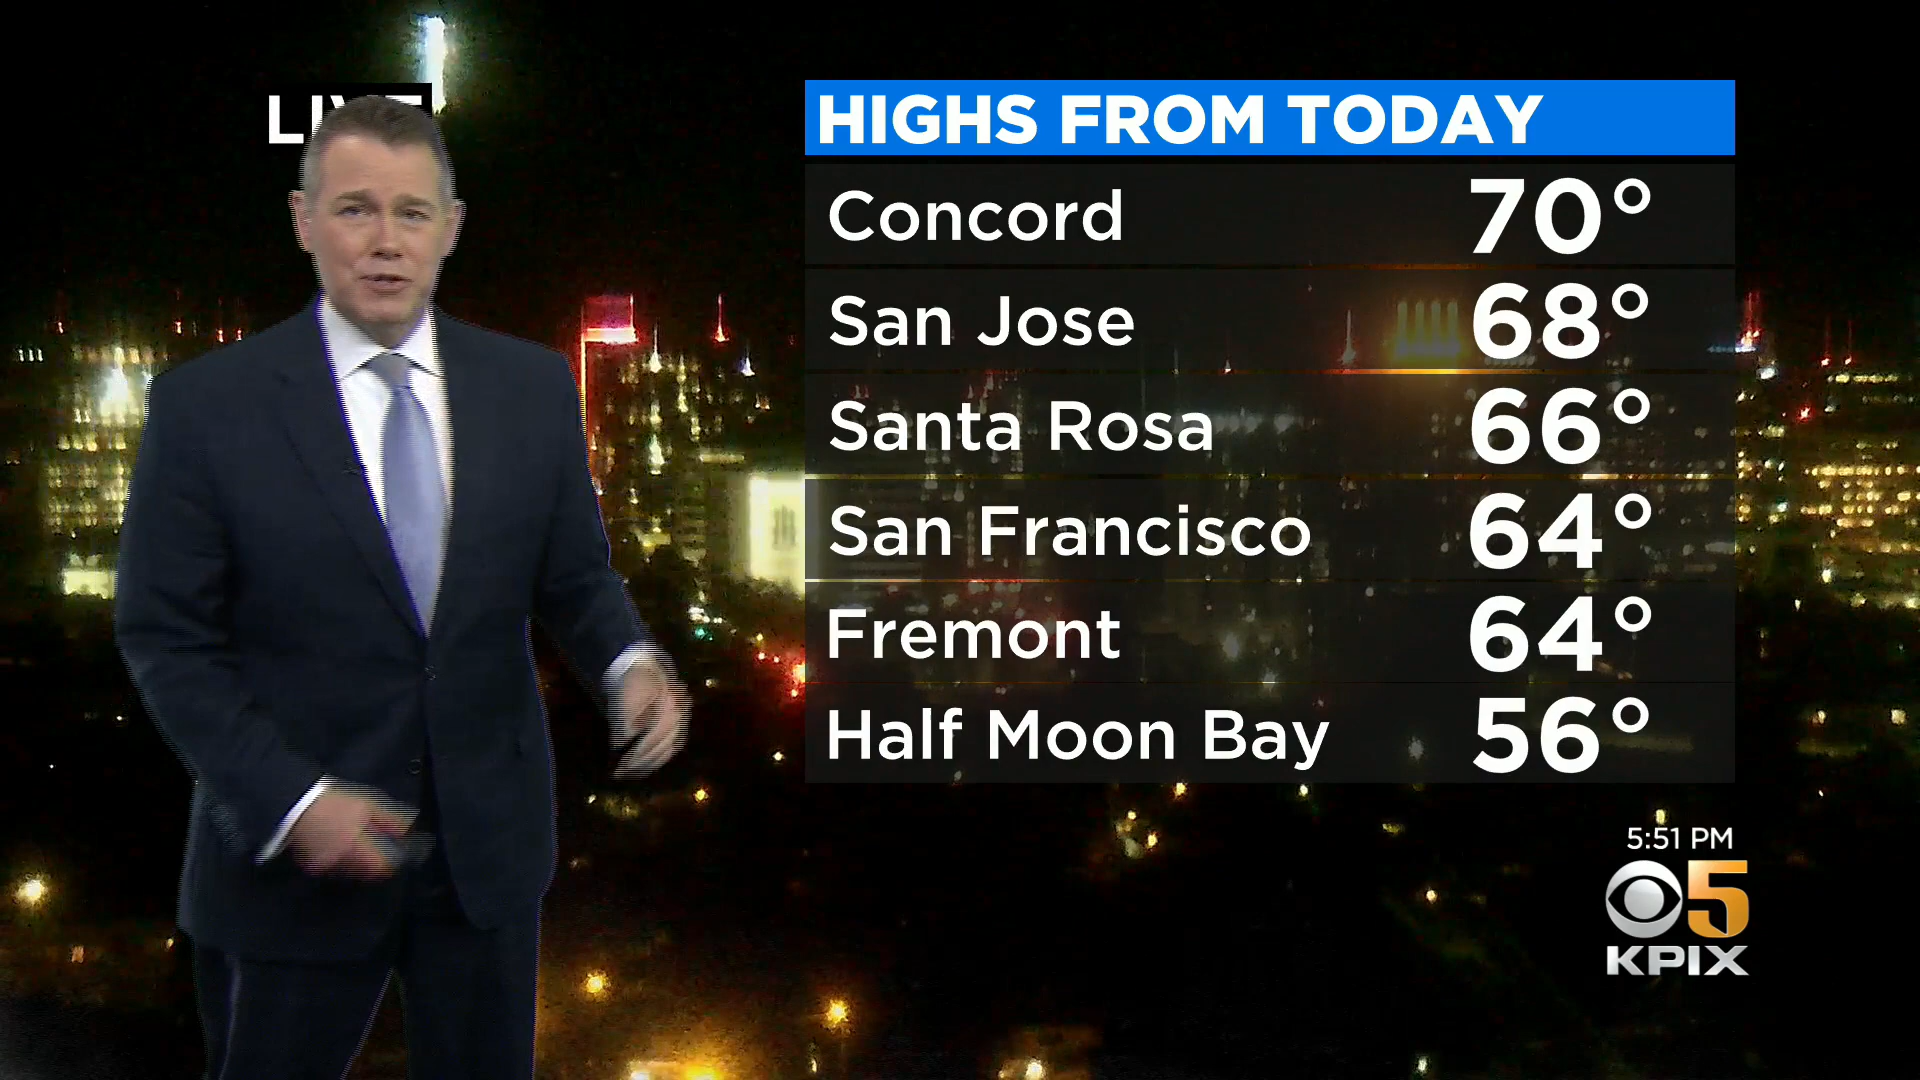 LIVE
HIGHS FROM TODAY
Concord 70°
San Jose 68°
Santa Rosa 66°
San Francisco 64°
Fremont 64°
Half Moon Bay 56°
5:51 PM
5
KPIX